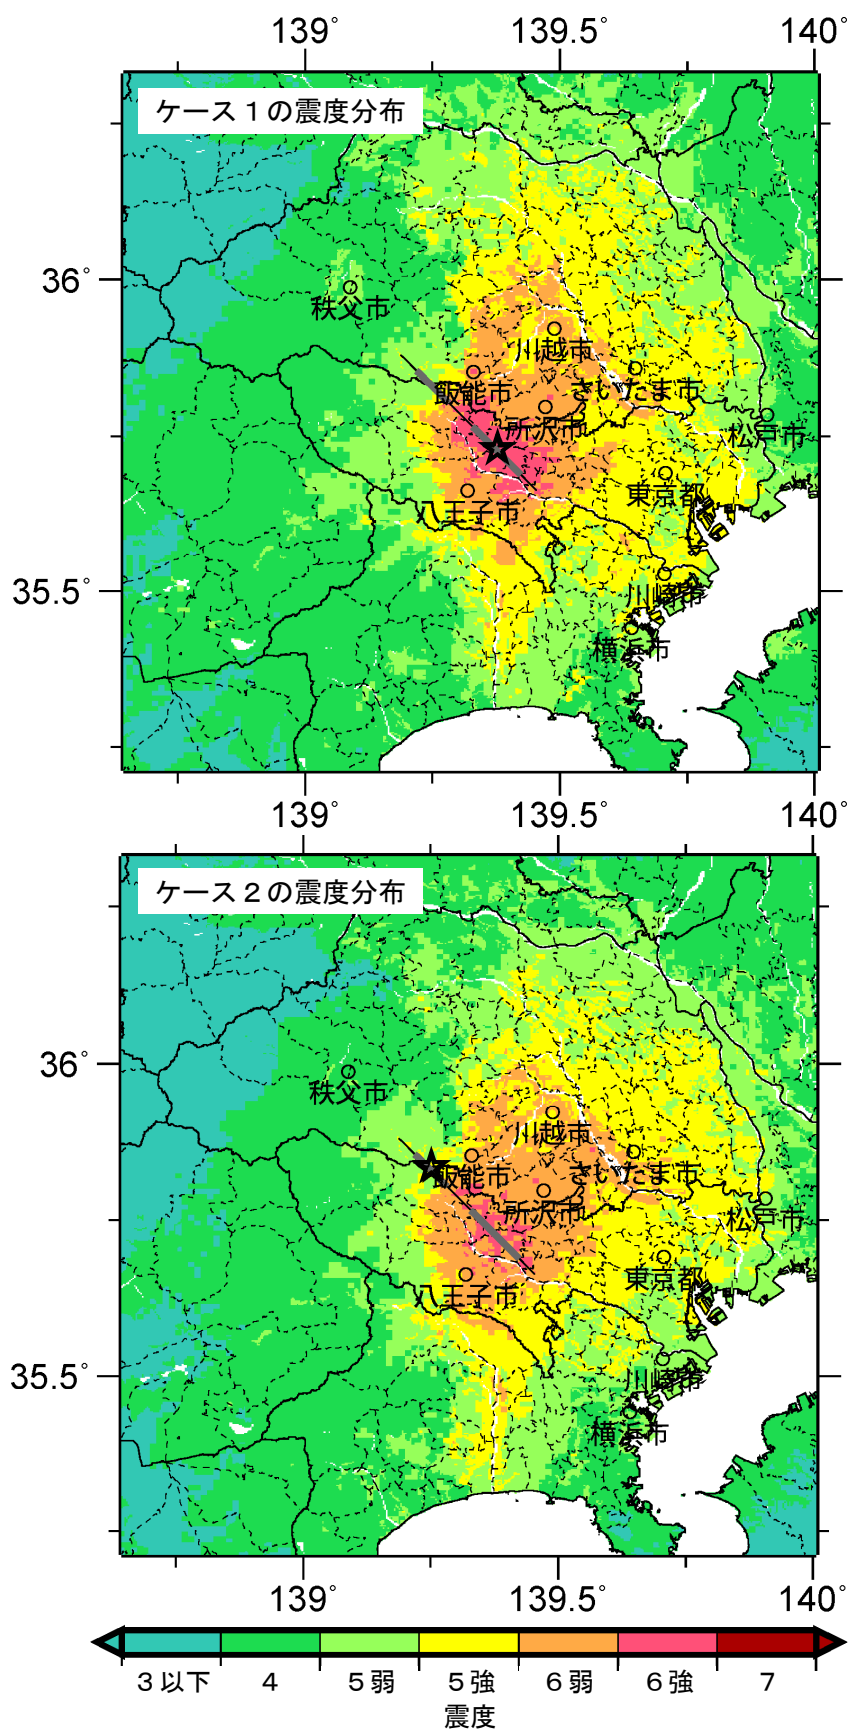 139° 139.5° 140°
ケース１の震度分布
36°
秩父市
川越市
飯能市 さいたま市
所沢市 松戸市
東京都
八王子市
35.5°
川崎市
横浜市
139° 139.5° 140°
ケース２の震度分布
36°
秩父市
川越市
飯能市 さいたま市
所沢市 松戸市
東京都
八王子市
35.5°
川崎市
横浜市
139° 139.5° 140°
３以下 ４ ５弱 ５強 ６弱 ６強 ７
震度